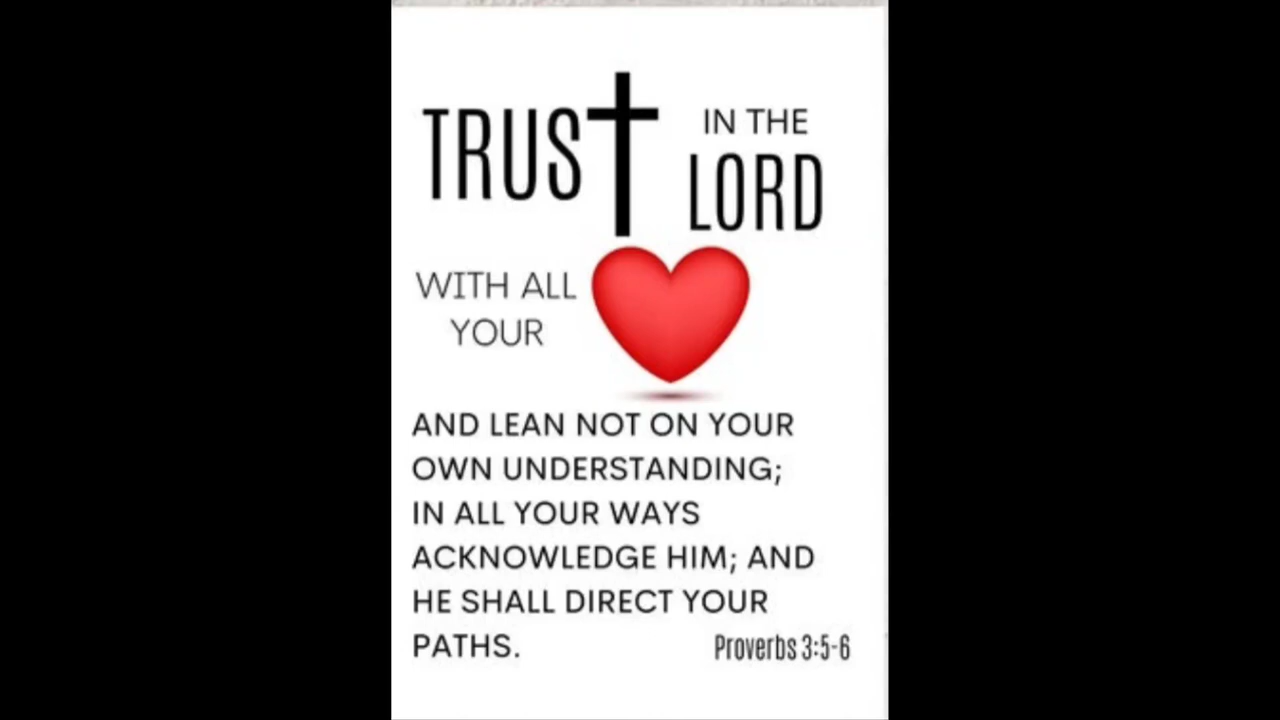 TRUST IN THE
LORD
WITH ALL
YOUR
AND LEAN NOT ON YOUR
OWN UNDERSTANDING;
IN ALL YOUR WAYS
ACKNOWLEDGE HIM; AND
HE SHALL DIRECT YOUR
PATHS.
Proverbs 3:5-6